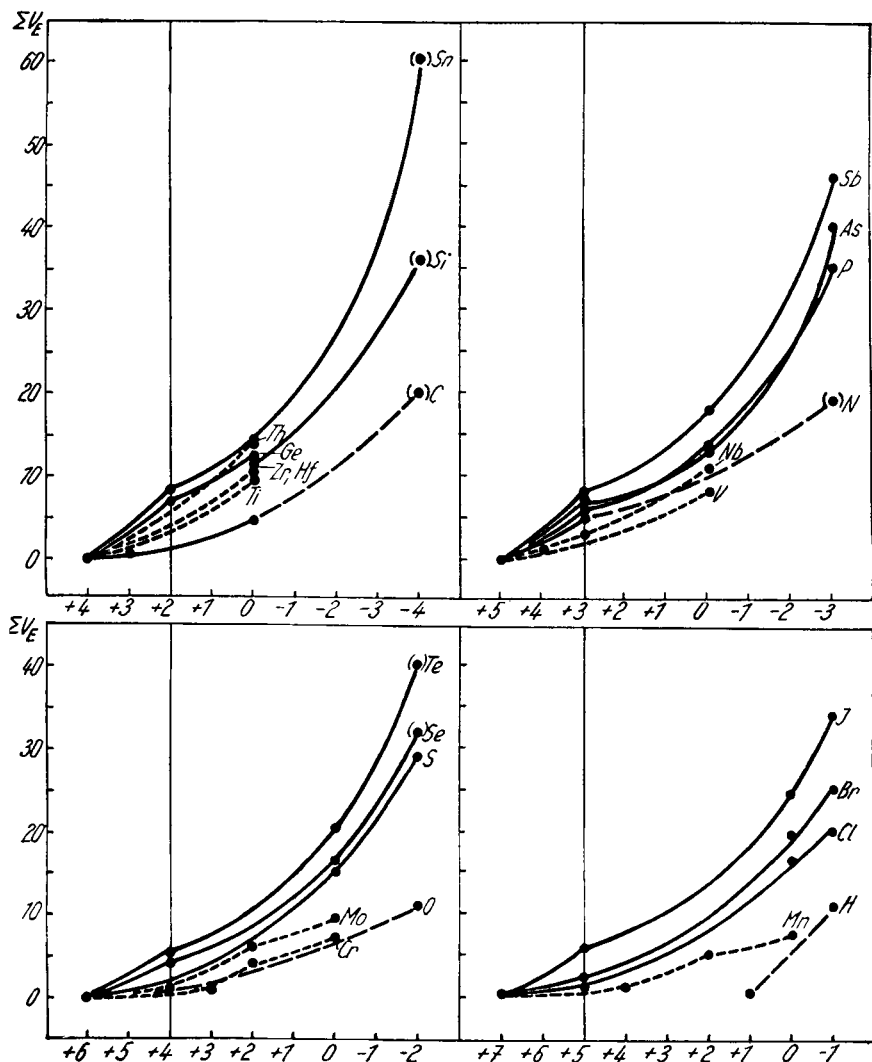 ΣV_E
60
50
40
30
20
10
0
( ) Sn
( ) Si
( ) C
Th
Ge
Zr, Hf
Ti
+4 +3 +2 +1 0 -1 -2 -3 -4
Sb
As
P
( ) N
Nb
V
+5 +4 +3 +2 +1 0 -1 -2 -3
ΣV_E
40
30
20
10
0
( ) Te
( ) Se
S
O
Mo
Cr
+6 +5 +4 +3 +2 +1 0 -1 -2
J
Br
Cl
H
Mn
+7 +6 +5 +4 +3 +2 +1 0 -1